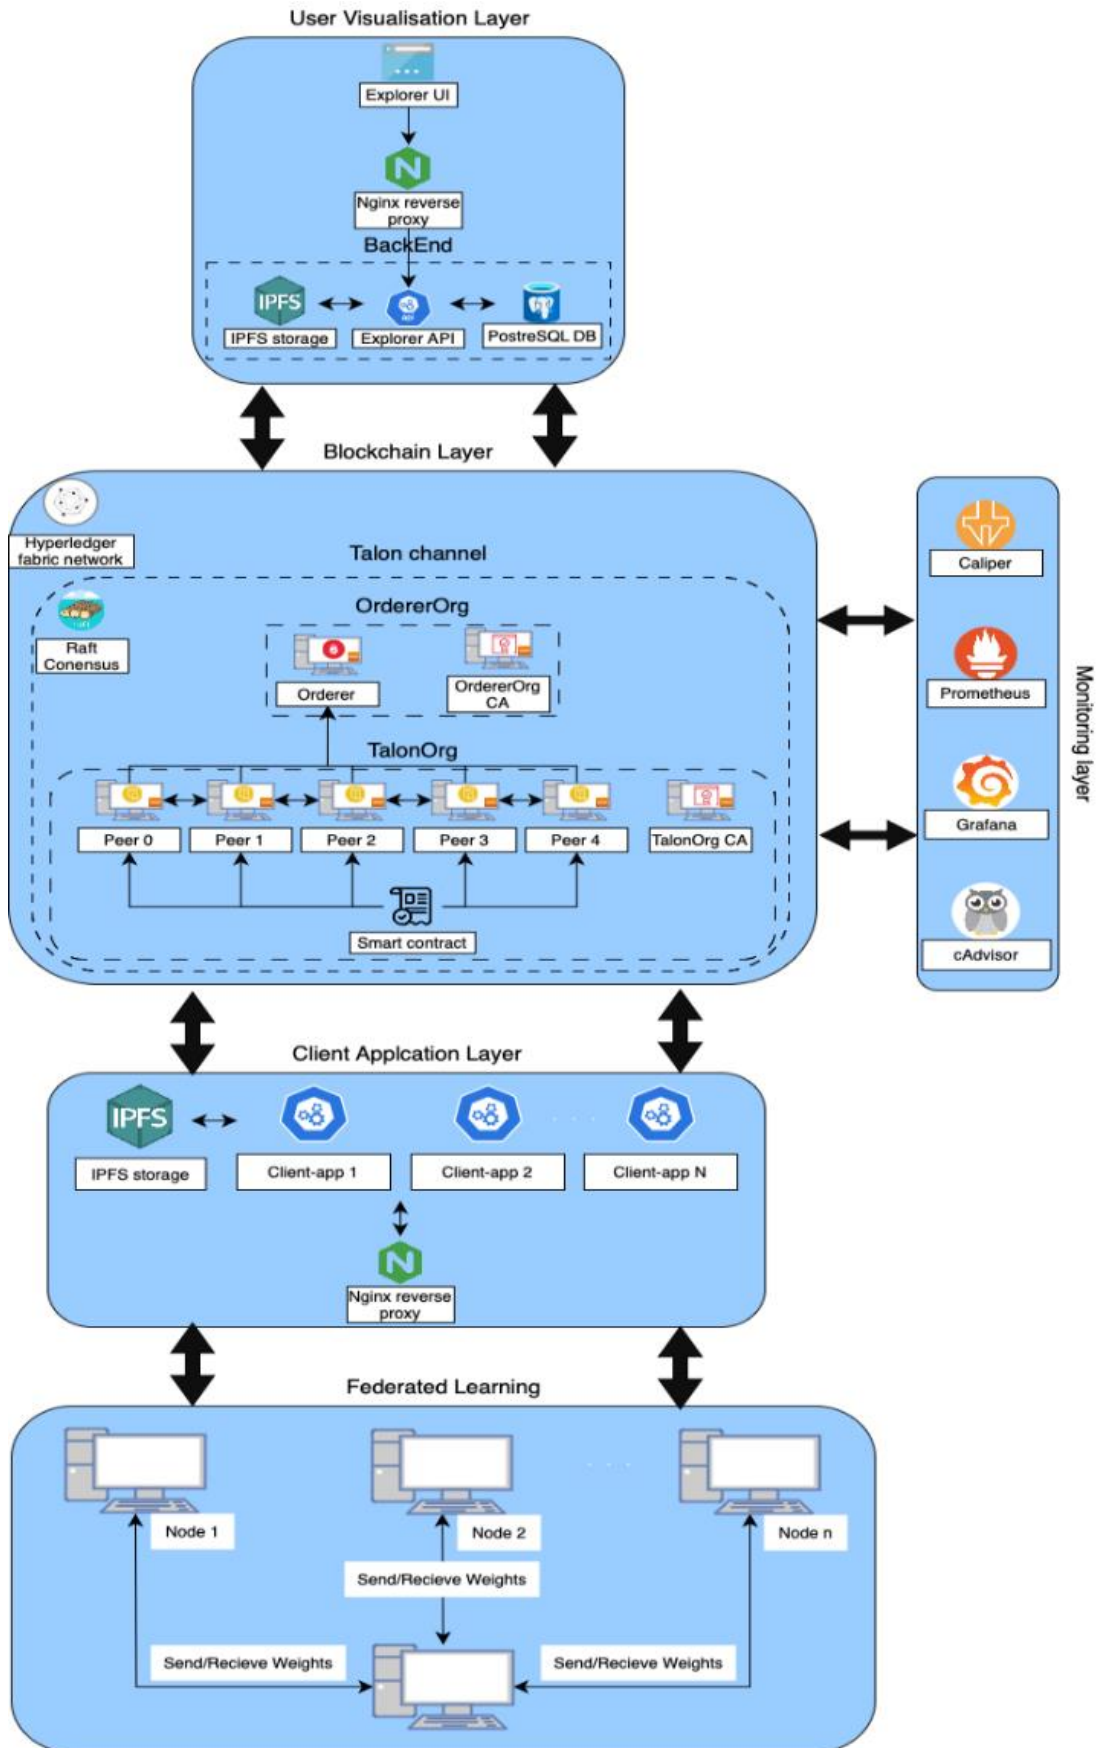 User Visualisation Layer
Explorer UI
Nginx reverse
proxy
BackEnd
IPFS
IPFS storage
Explorer API
PostreSQL DB
Blockchain Layer
Hyperledger
fabric network
Talon channel
OrdererOrg
Raft
Conensus
Orderer
OrdererOrg
CA
TalonOrg
Peer 0
Peer 1
Peer 2
Peer 3
Peer 4
TalonOrg CA
Smart contract
Caliper
Prometheus
Grafana
cAdvisor
Monitoring layer
Client Applcation Layer
IPFS
IPFS storage
Client-app 1
Client-app 2
Client-app N
Nginx reverse
proxy
Federated Learning
Node 1
Node 2
Node n
Send/Recieve Weights
Send/Recieve Weights
Send/Recieve Weights